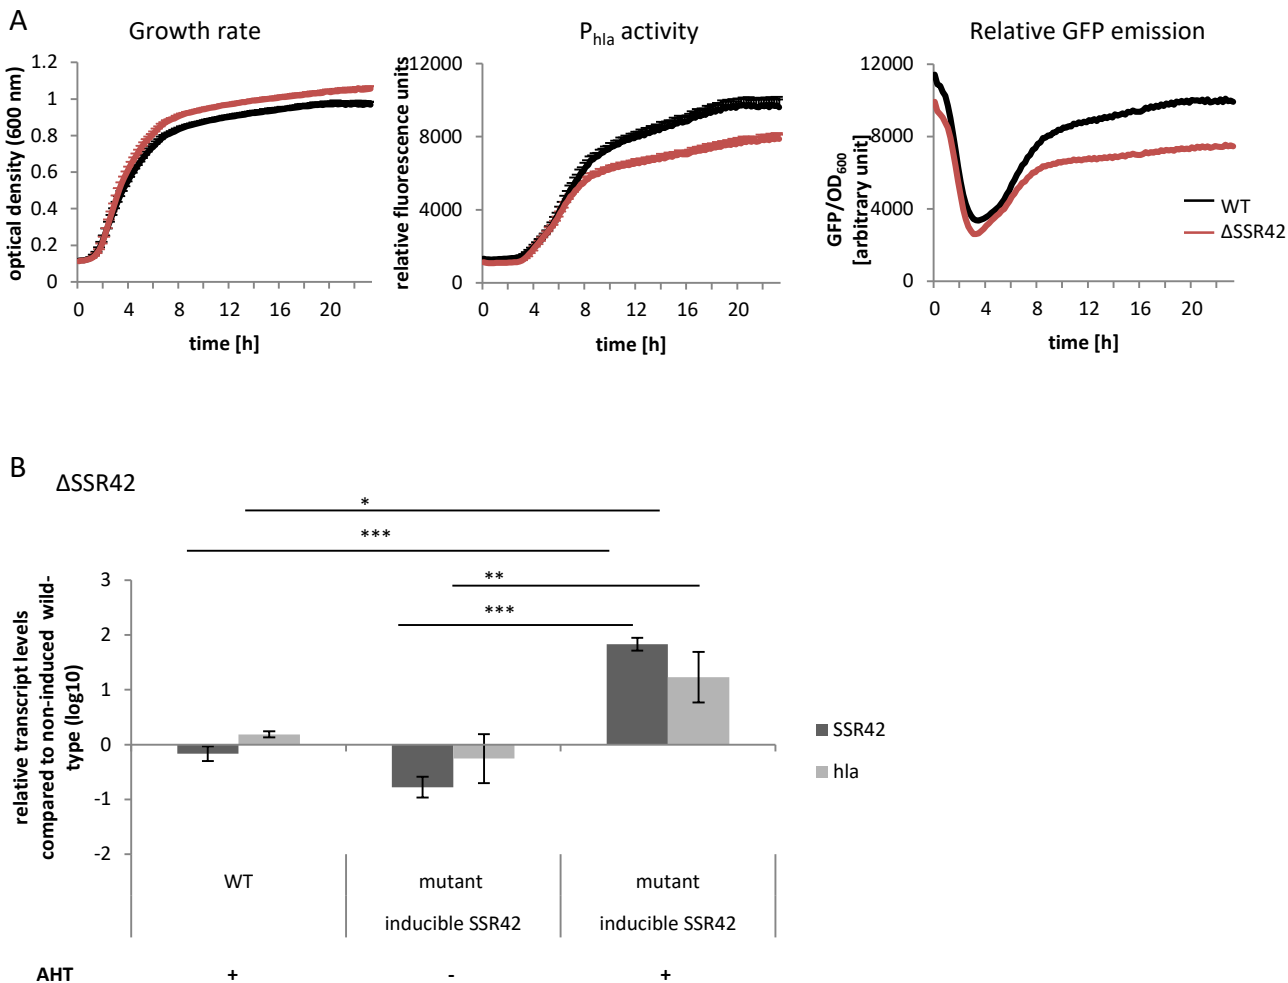 A
Growth rate
P_hla activity
Relative GFP emission
optical density (600 nm)
1.2
1
0.8
0.6
0.4
0.2
0
0 4 8 12 16 20
time [h]
relative fluorescence units
12000
8000
4000
0
0 4 8 12 16 20
time [h]
GFP/OD600
[arbitrary unit]
12000
8000
4000
0
0 4 8 12 16 20
time [h]
WT
ΔSSR42
B
ΔSSR42
*
***
**
***
relative transcript levels
compared to non-induced wild-
type (log10)
3
2
1
0
-1
-2
SSR42
hla
WT
mutant
inducible SSR42
mutant
inducible SSR42
AHT + - +